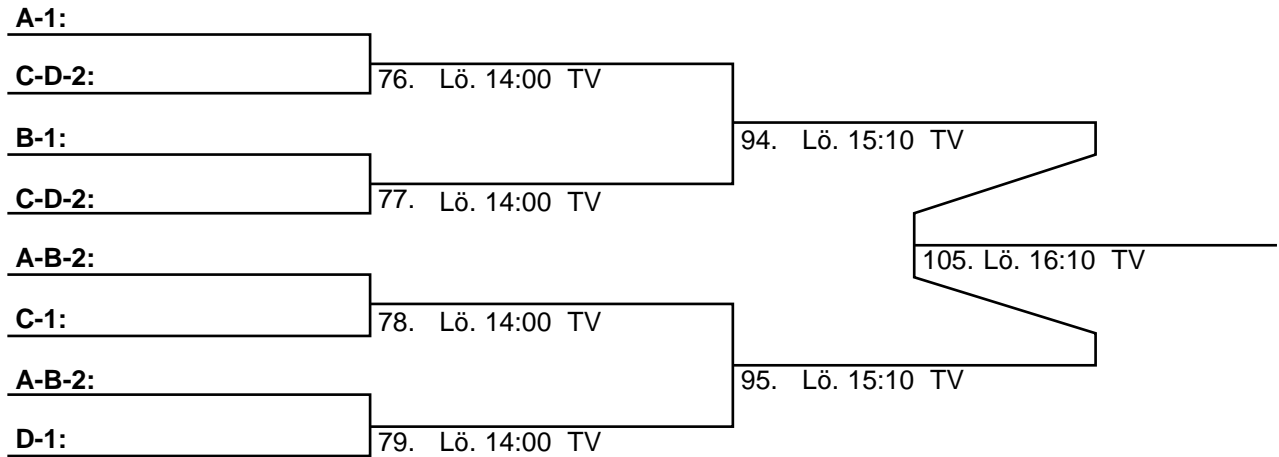 A-1:
C-D-2:
76. Lö. 14:00 TV
B-1:
94. Lö. 15:10 TV
C-D-2:
77. Lö. 14:00 TV
A-B-2:
105. Lö. 16:10 TV
C-1:
78. Lö. 14:00 TV
A-B-2:
95. Lö. 15:10 TV
D-1:
79. Lö. 14:00 TV